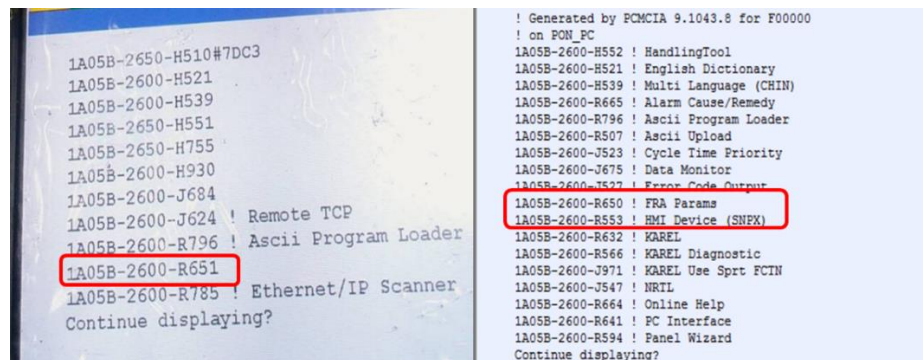 1A05B-2650-H510#7DC3
1A05B-2600-H521
1A05B-2600-H539
1A05B-2650-H551
1A05B-2650-H755
1A05B-2600-H930
1A05B-2600-J684
1A05B-2600-J624 ! Remote TCP
1A05B-2600-R796 ! Ascii Program Loader
1A05B-2600-R651
1A05B-2600-R785 ! Ethernet/IP Scanner
Continue displaying?
! Generated by PCMCIA 9.1043.8 for F00000
! on PON_PC
1A05B-2600-H552 ! HandlingTool
1A05B-2600-H521 ! English Dictionary
1A05B-2600-H539 ! Multi Language (CHIN)
1A05B-2600-R665 ! Alarm Cause/Remedy
1A05B-2600-R796 ! Ascii Program Loader
1A05B-2600-R507 ! Ascii Upload
1A05B-2600-J523 ! Cycle Time Priority
1A05B-2600-J675 ! Data Monitor
1A05B-2600-J527 ! Error Code Output
1A05B-2600-R650 ! FRA Params
1A05B-2600-R553 ! HMI Device (SNPX)
1A05B-2600-R632 ! KAREL
1A05B-2600-R566 ! KAREL Diagnostic
1A05B-2600-J971 ! KAREL Use Sprt FCTN
1A05B-2600-J547 ! NRTL
1A05B-2600-R664 ! Online Help
1A05B-2600-R641 ! PC Interface
1A05B-2600-R594 ! Panel Wizard
Continue displaying?